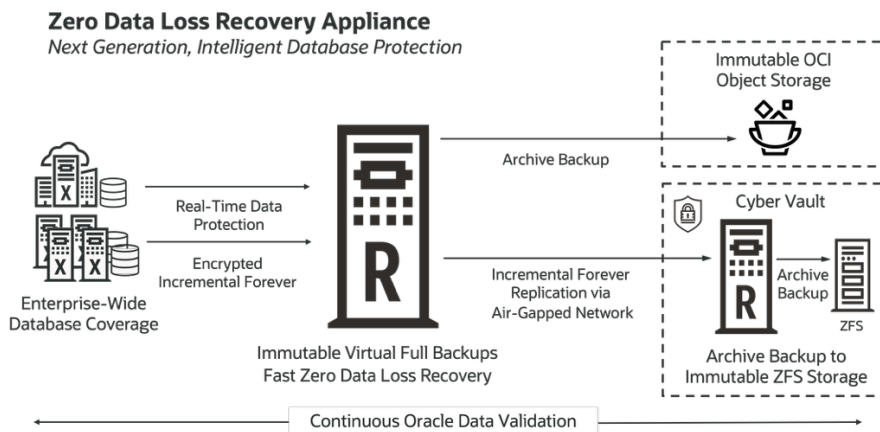 Zero Data Loss Recovery Appliance
Next Generation, Intelligent Database Protection
Immutable OCI
Object Storage
Archive Backup
X
X
X
X
Real-Time Data
Protection
Encrypted
Incremental Forever
Enterprise-Wide
Database Coverage
R
Immutable Virtual Full Backups
Fast Zero Data Loss Recovery
Incremental Forever
Replication via
Air-Gapped Network
Cyber Vault
R
Archive
Backup
ZFS
Archive Backup to
Immutable ZFS Storage
Continuous Oracle Data Validation